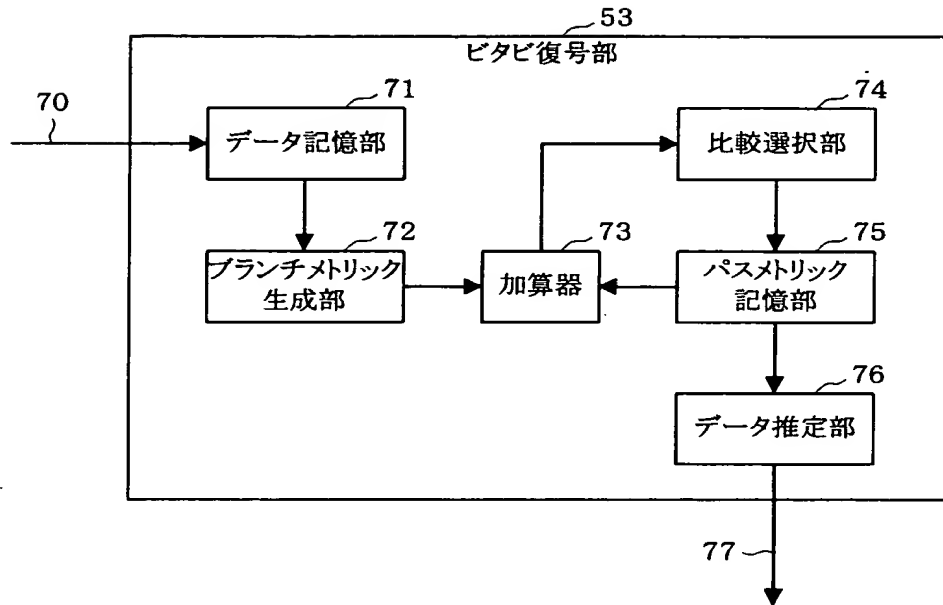 53
ビタビ復号部
70
71
データ記憶部
74
比較選択部
72
ブランチメトリック
生成部
73
加算器
75
パスメトリック
記憶部
76
データ推定部
77